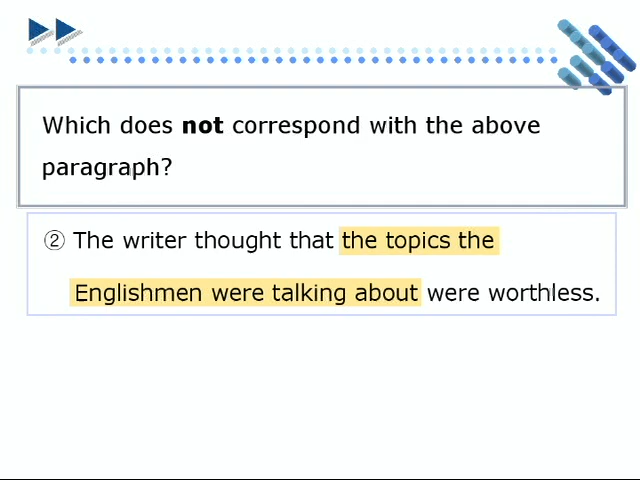 Which does not correspond with the above
paragraph?
② The writer thought that the topics the
Englishmen were talking about were worthless.